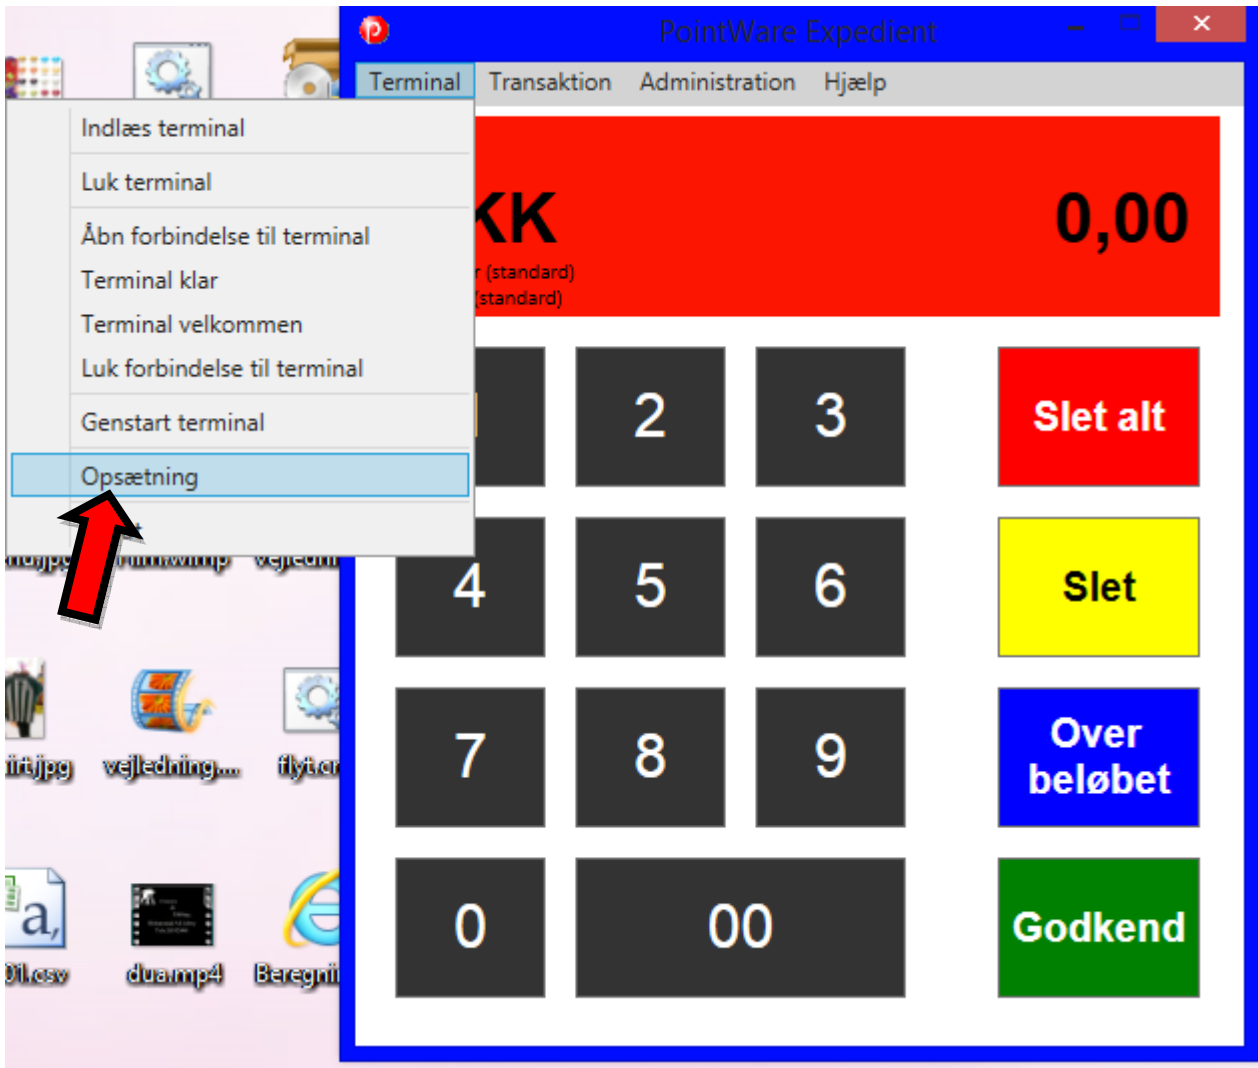 PointWare Expedient
Terminal Transaktion Administration Hjælp
Indlæs terminal
Luk terminal
Åbn forbindelse til terminal
Terminal klar
Terminal velkommen
Luk forbindelse til terminal
Genstart terminal
Opsætning
KK 0,00
r (standard)
(standard)
2 3 Slet alt
4 5 6 Slet
7 8 9 Over beløbet
0 00 Godkend
vejledning....
dua.mp4